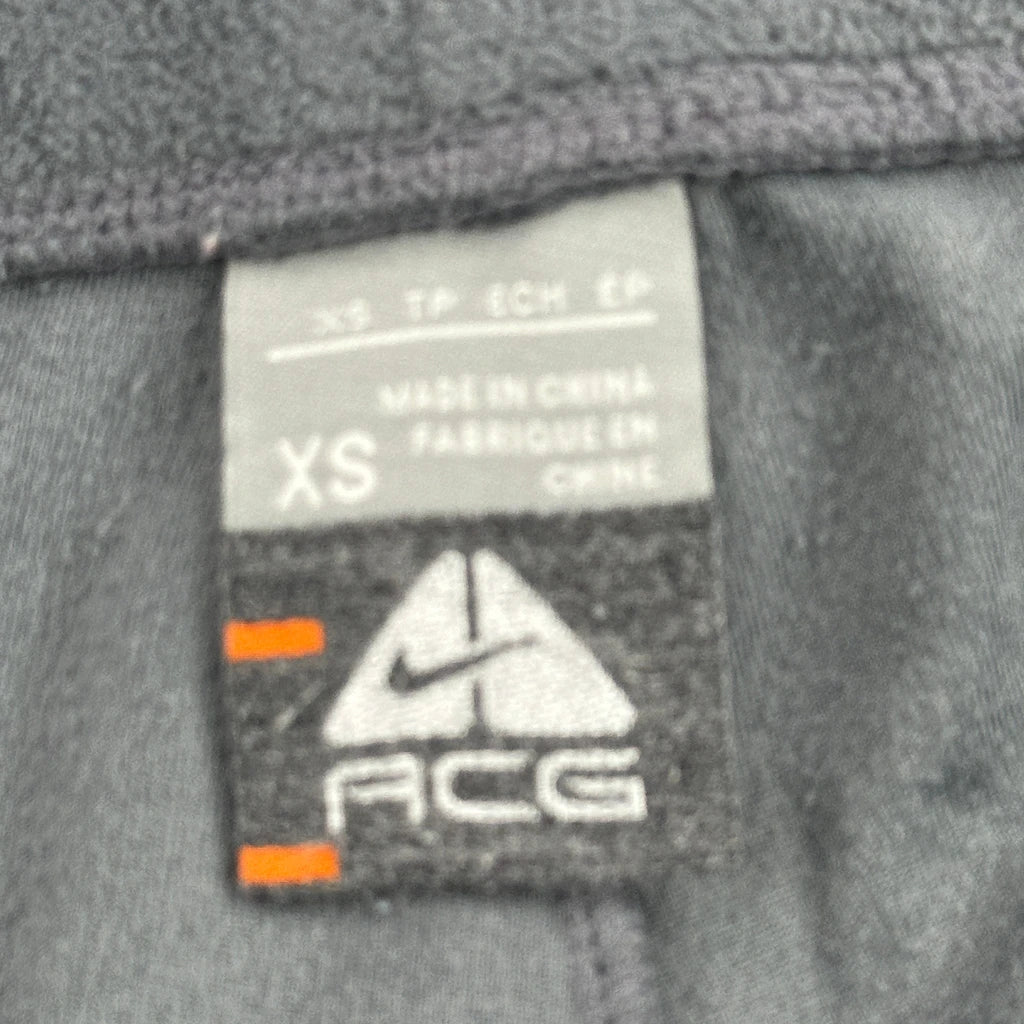 XS TP ECH EP
MADE IN CHINA
XS FABRIQUE EN
CHINE
ACG